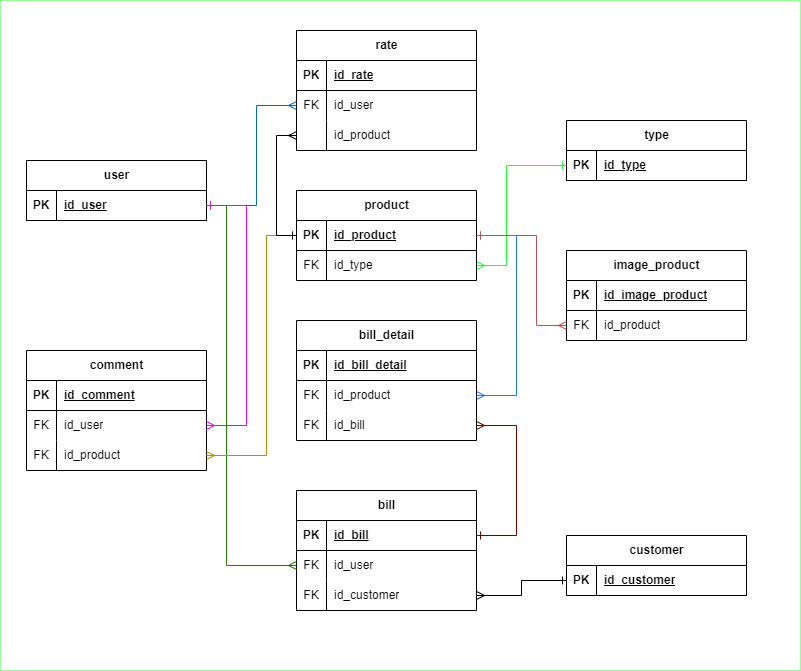 rate
PK id_rate
FK id_user
id_product
user
PK id_user
product
PK id_product
FK id_type
type
PK id_type
image_product
PK id_image_product
FK id_product
comment
PK id_comment
FK id_user
FK id_product
bill_detail
PK id_bill_detail
FK id_product
FK id_bill
bill
PK id_bill
FK id_user
FK id_customer
customer
PK id_customer